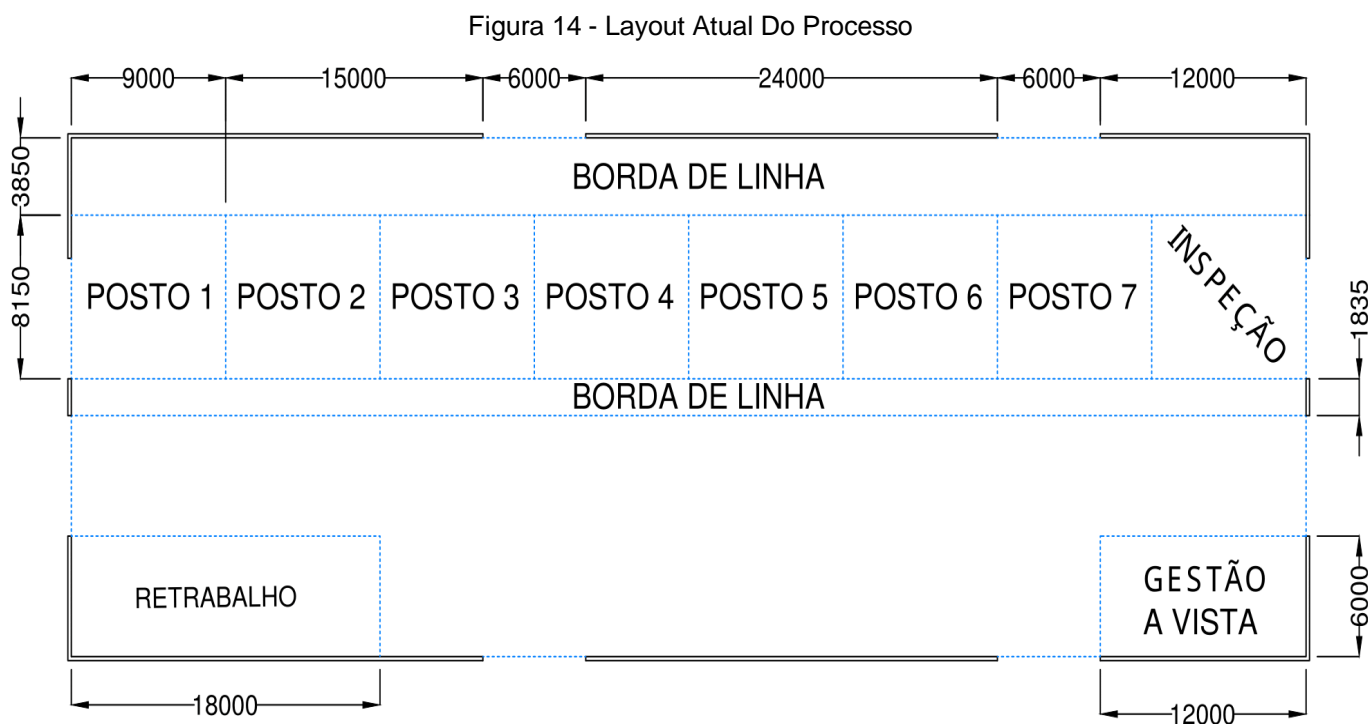 Figura 14 - Layout Atual Do Processo
9000 15000 6000 24000 6000 12000
3850
BORDA DE LINHA
8150
POSTO 1 POSTO 2 POSTO 3 POSTO 4 POSTO 5 POSTO 6 POSTO 7 INSPEÇÃO
1835
BORDA DE LINHA
RETRABALHO
GESTÃO
A VISTA
6000
18000 12000